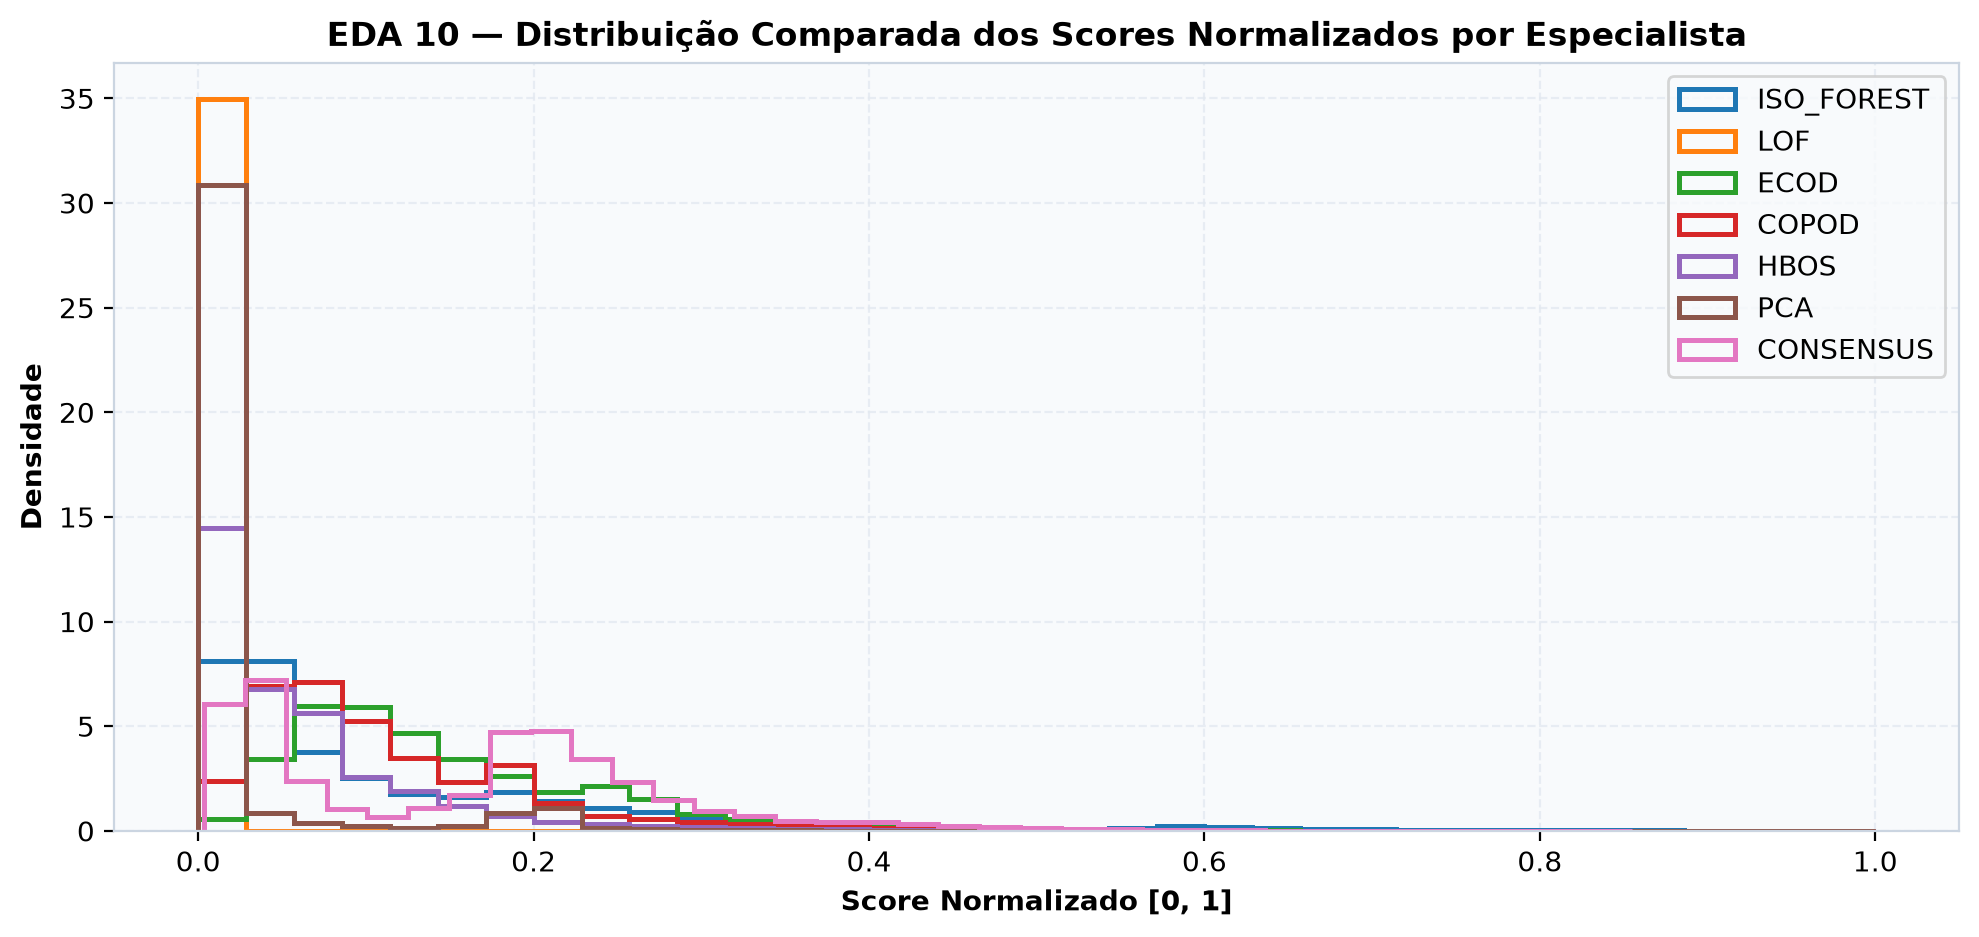 EDA 10 — Distribuição Comparada dos Scores Normalizados por Especialista
Densidade
35
30
25
20
15
10
5
0
0.0 0.2 0.4 0.6 0.8 1.0
Score Normalizado [0, 1]
ISO_FOREST
LOF
ECOD
COPOD
HBOS
PCA
CONSENSUS